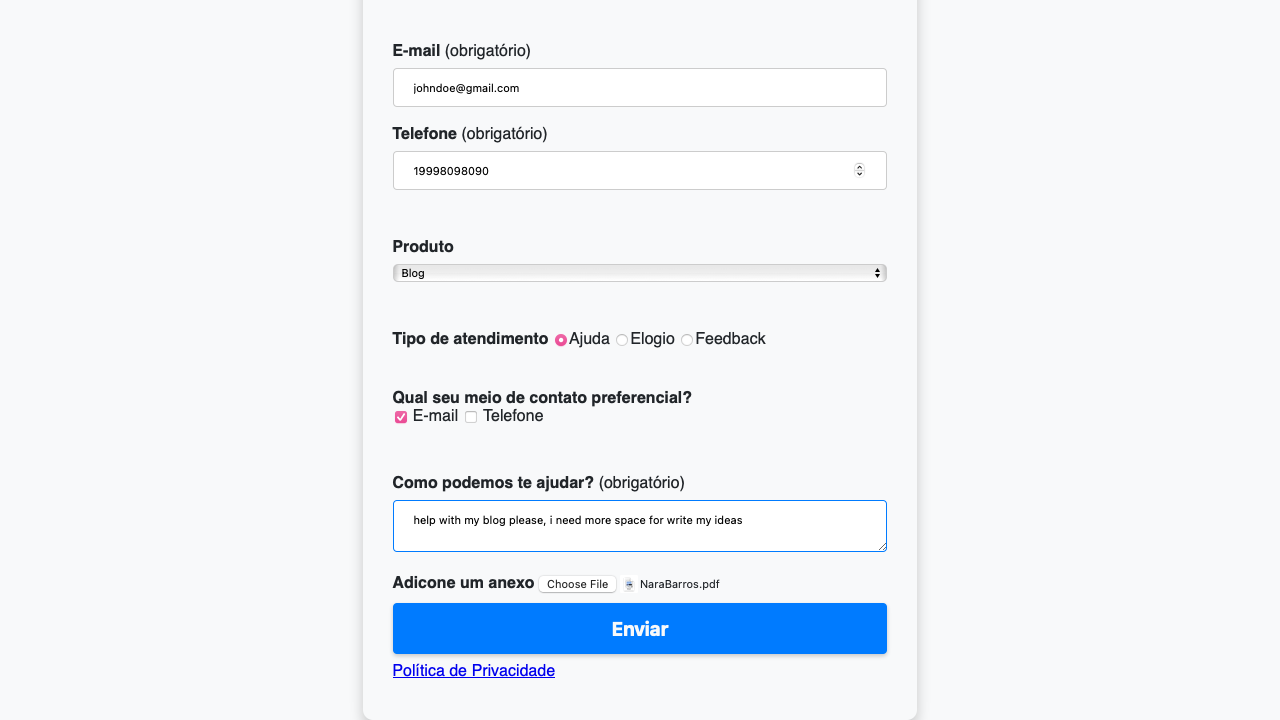 E-mail (obrigatório)
johndoe@gmail.com
Telefone (obrigatório)
19998098090
Produto
Blog
Tipo de atendimento Ajuda Elogio Feedback
Qual seu meio de contato preferencial?
E-mail Telefone
Como podemos te ajudar? (obrigatório)
help with my blog please, i need more space for write my ideas
Adicone um anexo Choose File NaraBarros.pdf
Enviar
Política de Privacidade